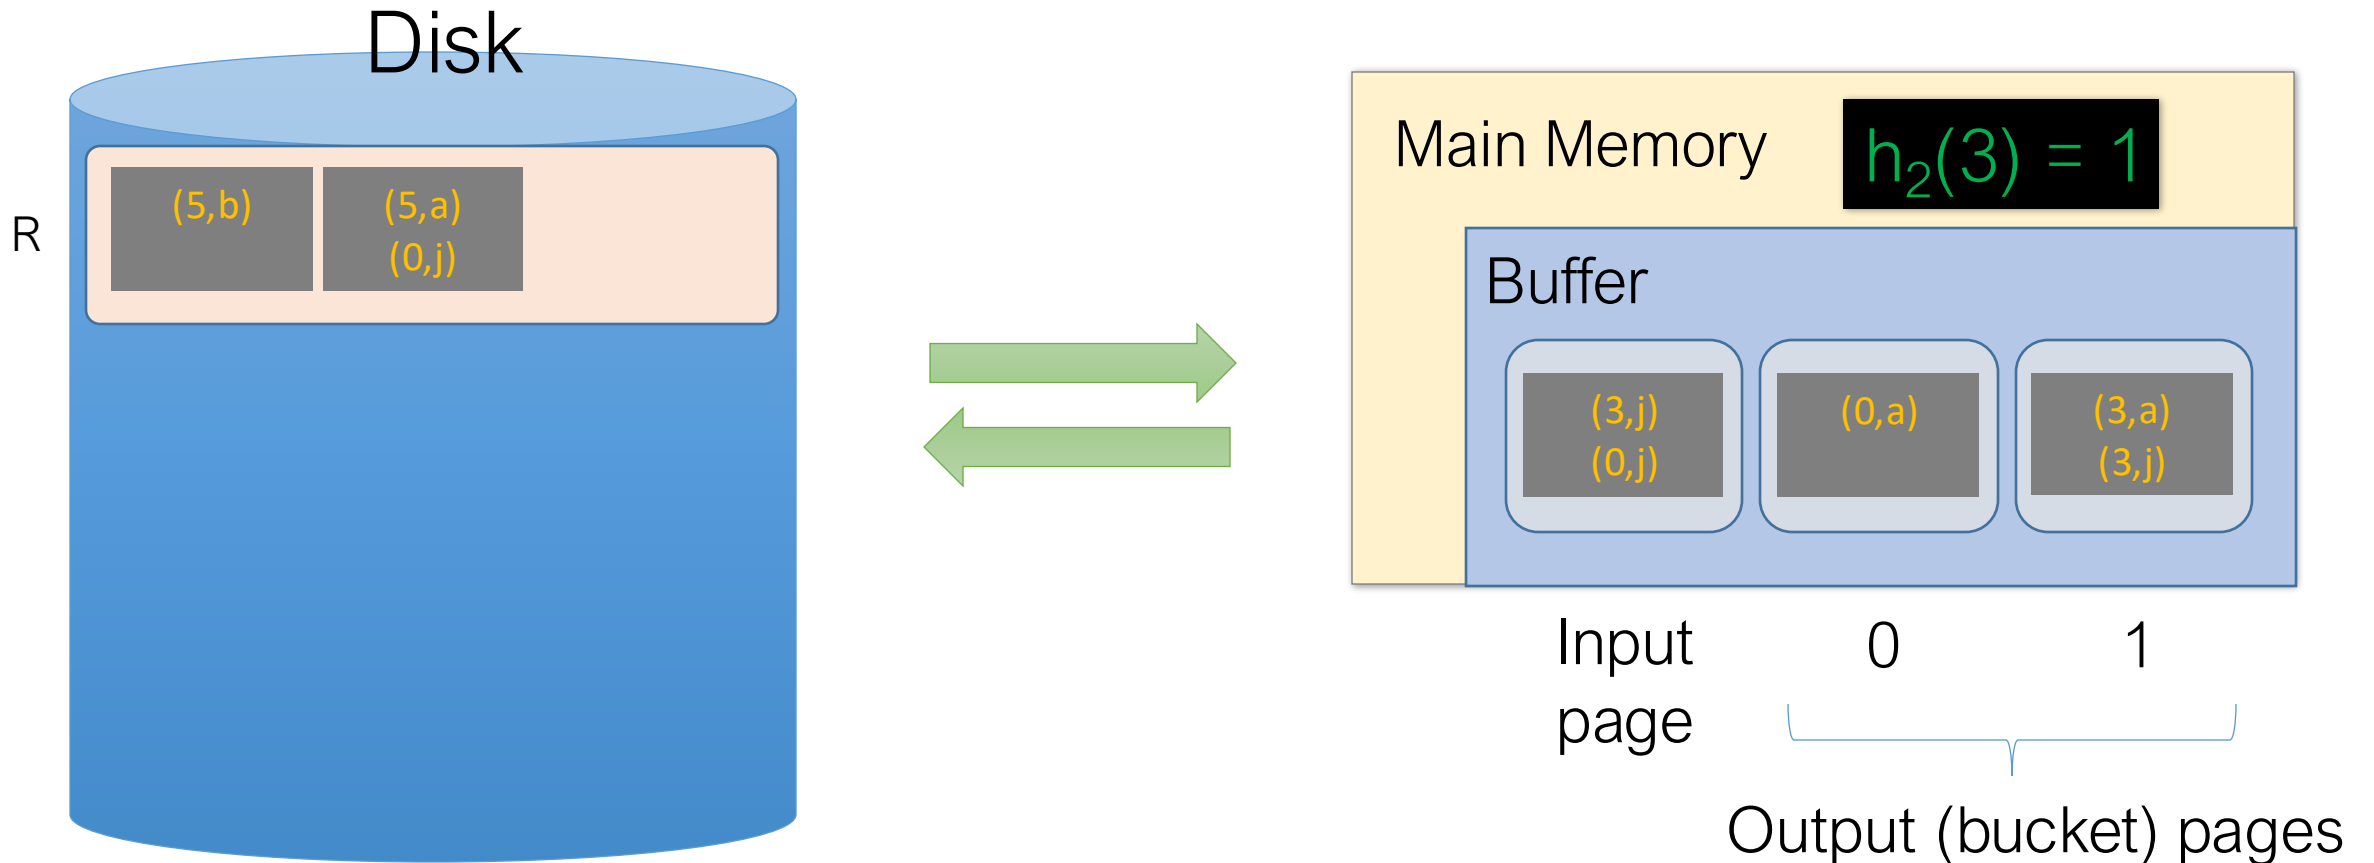 Disk
R
(5,b)
(5,a)
(0,j)
Main Memory
h₂(3) = 1
Buffer
(3,j)
(0,j)
(0,a)
(3,a)
(3,j)
Input
page
0
1
Output (bucket) pages